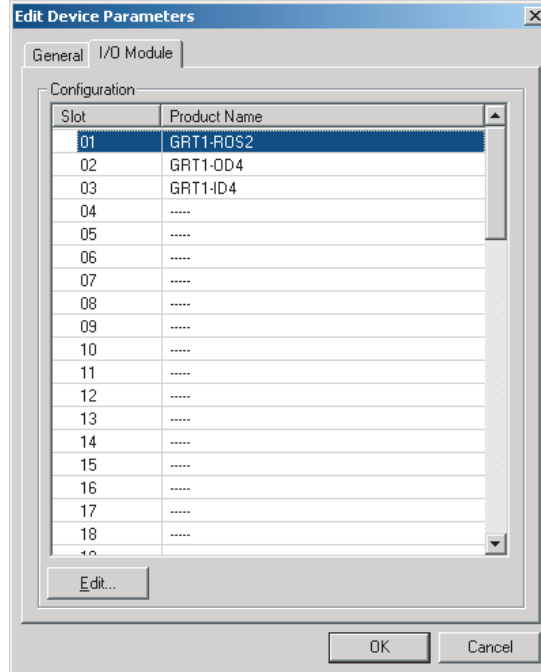 Edit Device Parameters
General I/O Module
Configuration
Slot Product Name
01 GRT1-ROS2
02 GRT1-OD4
03 GRT1-ID4
04 -----
05 -----
06 -----
07 -----
08 -----
09 -----
10 -----
11 -----
12 -----
13 -----
14 -----
15 -----
16 -----
17 -----
18 -----
Edit...
OK Cancel